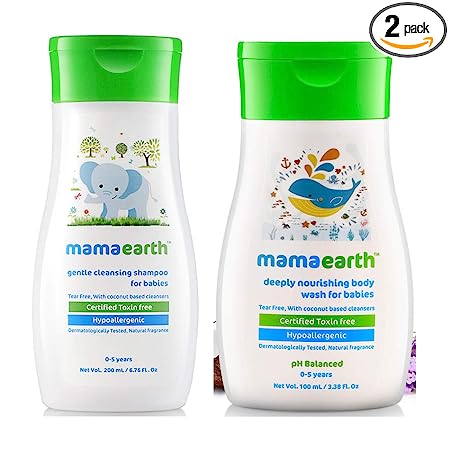 2 pack
mamaearth™
gentle cleansing shampoo
for babies
Tear Free, With coconut based cleansers
Certified Toxin free
Hypoallergenic
Dermatologically Tested, Natural fragrance
0-5 years
Net Vol. 200 mL / 6.76 Fl. Oz
mamaearth™
deeply nourishing body
wash for babies
Tear Free, With coconut based cleansers
Certified Toxin free
Hypoallergenic
Dermatologically Tested, Natural fragrance
pH Balanced
0-5 years
Net Vol. 100 mL / 3.38 Fl. Oz